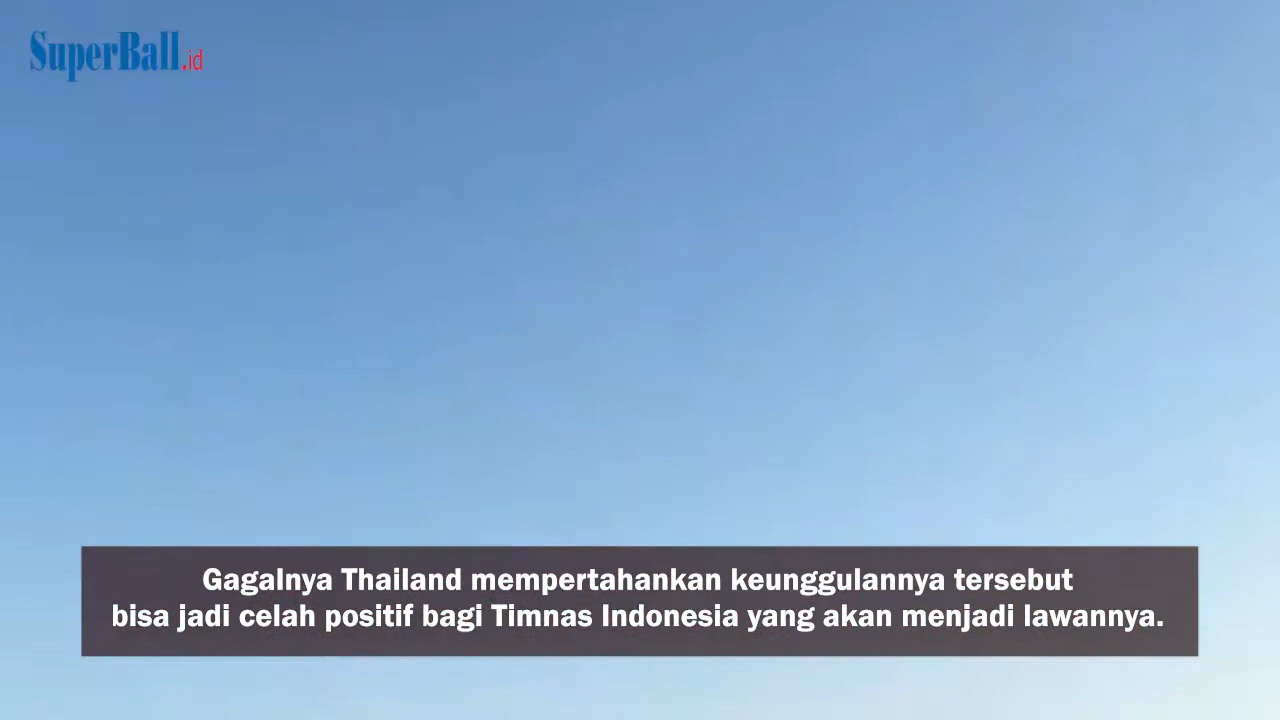 SuperBall.id
Gagalnya Thailand mempertahankan keunggulannya tersebut
bisa jadi celah positif bagi Timnas Indonesia yang akan menjadi lawannya.